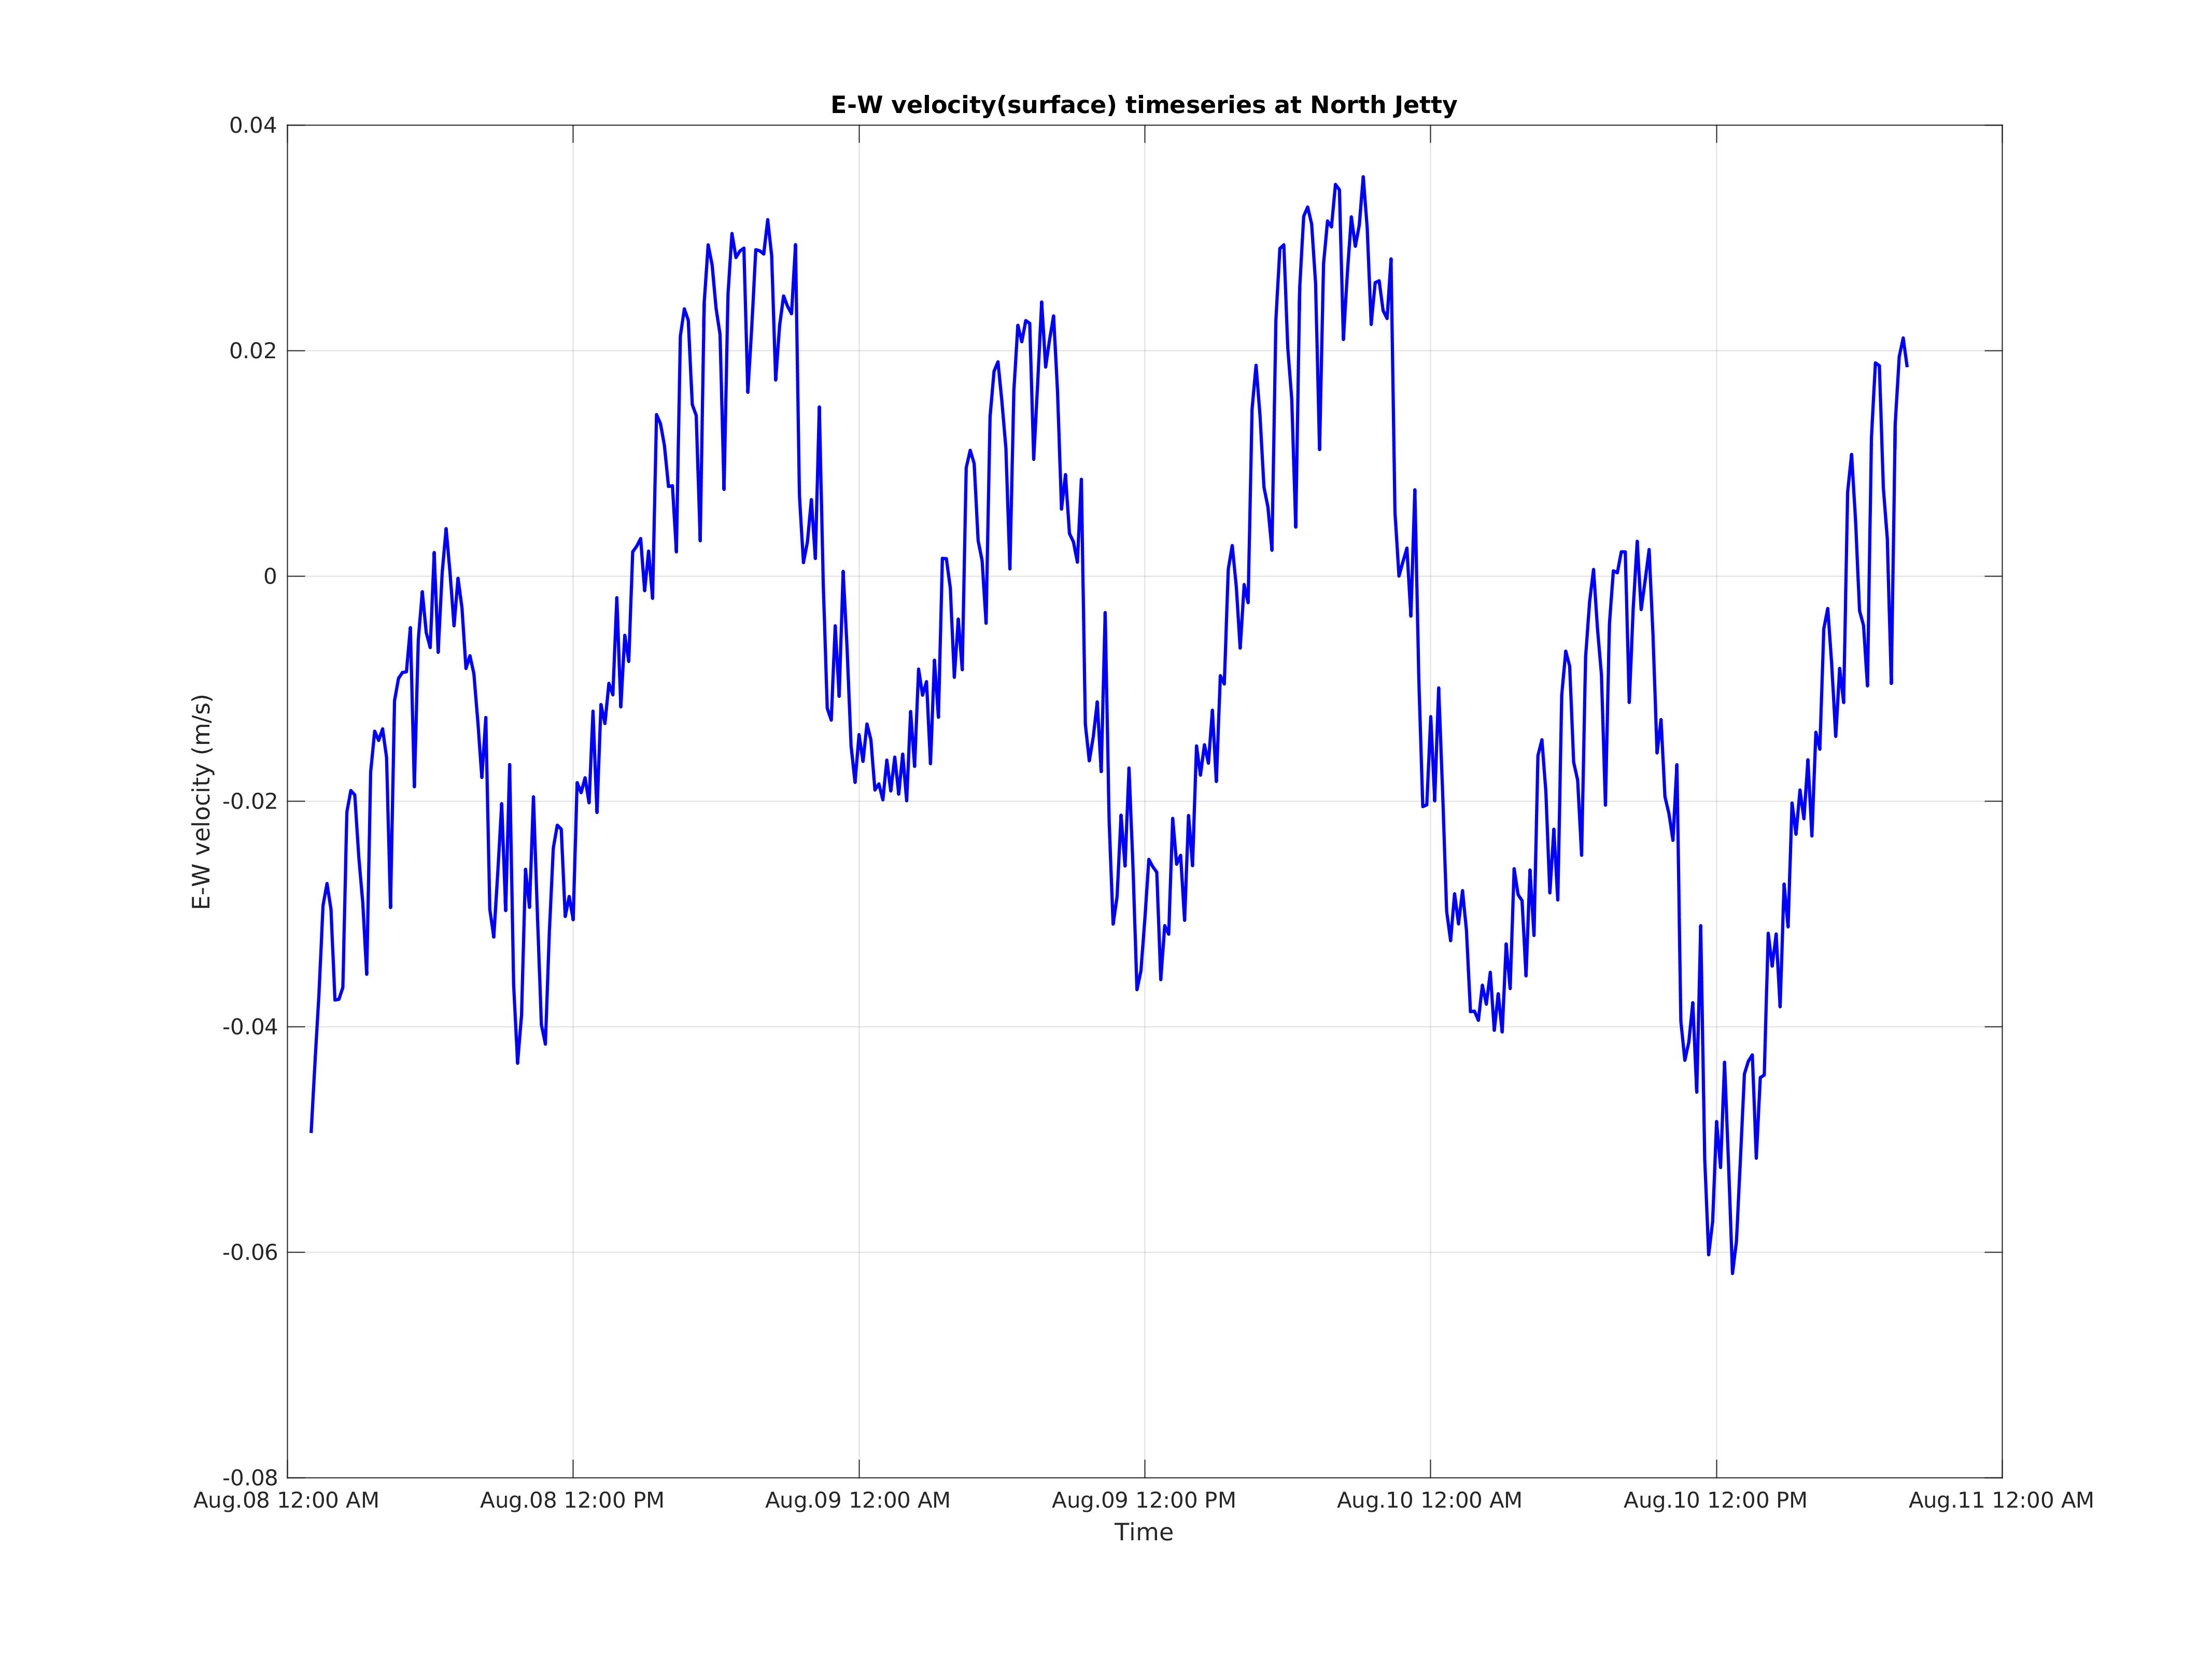 E-W velocity(surface) timeseries at North Jetty
0.04
0.02
0
-0.02
-0.04
-0.06
-0.08
E-W velocity (m/s)
Aug.08 12:00 AM
Aug.08 12:00 PM
Aug.09 12:00 AM
Aug.09 12:00 PM
Aug.10 12:00 AM
Aug.10 12:00 PM
Aug.11 12:00 AM
Time